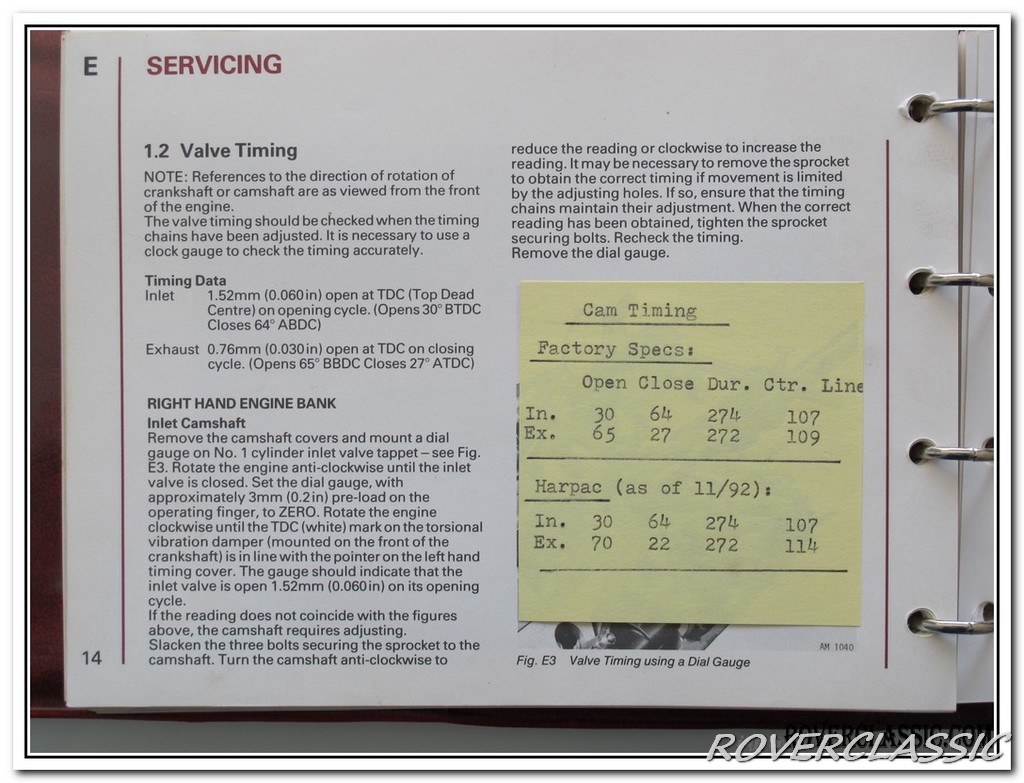 E
SERVICING
1.2 Valve Timing
NOTE: References to the direction of rotation of
crankshaft or camshaft are as viewed from the front
of the engine.
The valve timing should be checked when the timing
chains have been adjusted. It is necessary to use a
clock gauge to check the timing accurately.
Timing Data
Inlet 1.52mm (0.060in) open at TDC (Top Dead
Centre) on opening cycle. (Opens 30° BTDC
Closes 64° ABDC)
Exhaust 0.76mm (0.030in) open at TDC on closing
cycle. (Opens 65° BBDC Closes 27° ATDC)
RIGHT HAND ENGINE BANK
Inlet Camshaft
Remove the camshaft covers and mount a dial
gauge on No. 1 cylinder inlet valve tappet – see Fig.
E3. Rotate the engine anti-clockwise until the inlet
valve is closed. Set the dial gauge, with
approximately 3mm (0.2in) pre-load on the
operating finger, to ZERO. Rotate the engine
clockwise until the TDC (white) mark on the torsional
vibration damper (mounted on the front of the
crankshaft) is in line with the pointer on the left hand
timing cover. The gauge should indicate that the
inlet valve is open 1.52mm (0.060in) on its opening
cycle.
If the reading does not coincide with the figures
above, the camshaft requires adjusting.
Slacken the three bolts securing the sprocket to the
camshaft. Turn the camshaft anti-clockwise to
14
reduce the reading or clockwise to increase the
reading. It may be necessary to remove the sprocket
to obtain the correct timing if movement is limited
by the adjusting holes. If so, ensure that the timing
chains maintain their adjustment. When the correct
reading has been obtained, tighten the sprocket
securing bolts. Recheck the timing.
Remove the dial gauge.
Cam Timing
Factory Specs:
Open Close Dur. Ctr. Line
In. 30 64 274 107
Ex. 65 27 272 109
Harpac (as of 11/92):
In. 30 64 274 107
Ex. 70 22 272 114
AM 1040
Fig. E3 Valve Timing using a Dial Gauge
ROVERCLASSIC.COM
ROVERCLASSIC